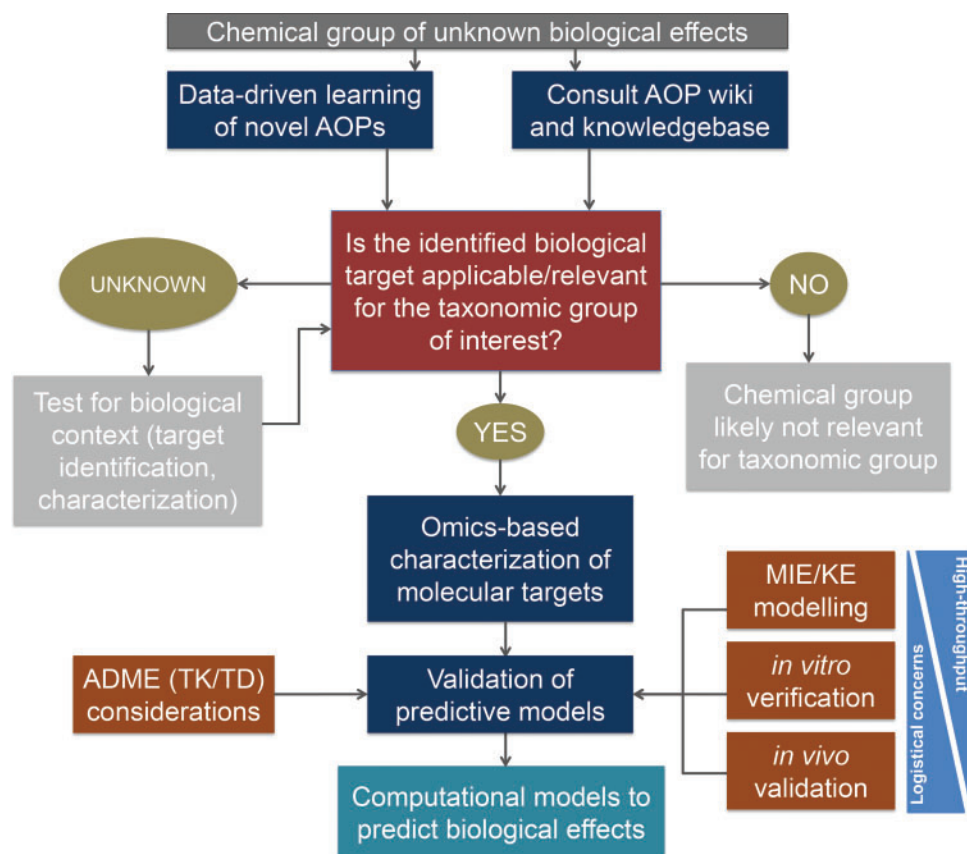 Chemical group of unknown biological effects
Data-driven learning
of novel AOPs
Consult AOP wiki
and knowledgebase
Is the identified biological
target applicable/relevant
for the taxonomic group
of interest?
UNKNOWN
NO
Test for biological
context (target
identification,
characterization)
YES
Chemical group
likely not relevant
for taxonomic group
Omics-based
characterization of
molecular targets
MIE/KE
modelling
ADME (TK/TD)
considerations
Validation of
predictive models
in vitro
verification
in vivo
validation
Logistical concerns
High-throughput
Computational models to
predict biological effects